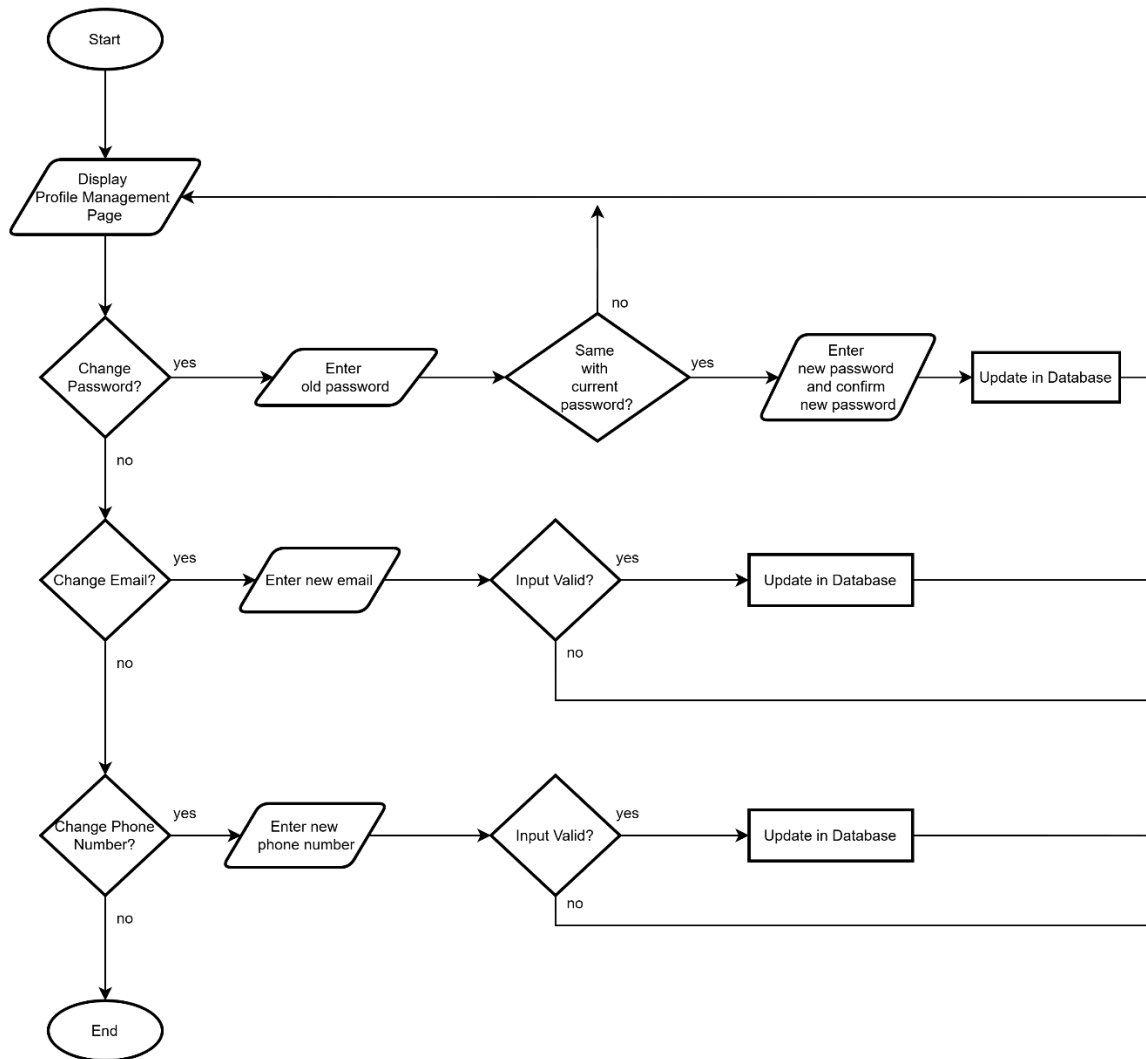 Start
Display
Profile Management
Page
no
Change
Password?
yes
Enter
old password
Same
with
current
password?
yes
Enter
new password
and confirm
new password
Update in Database
no
Change Email?
yes
Enter new email
Input Valid?
yes
Update in Database
no
no
Change Phone
Number?
yes
Enter new
phone number
Input Valid?
yes
Update in Database
no
no
End